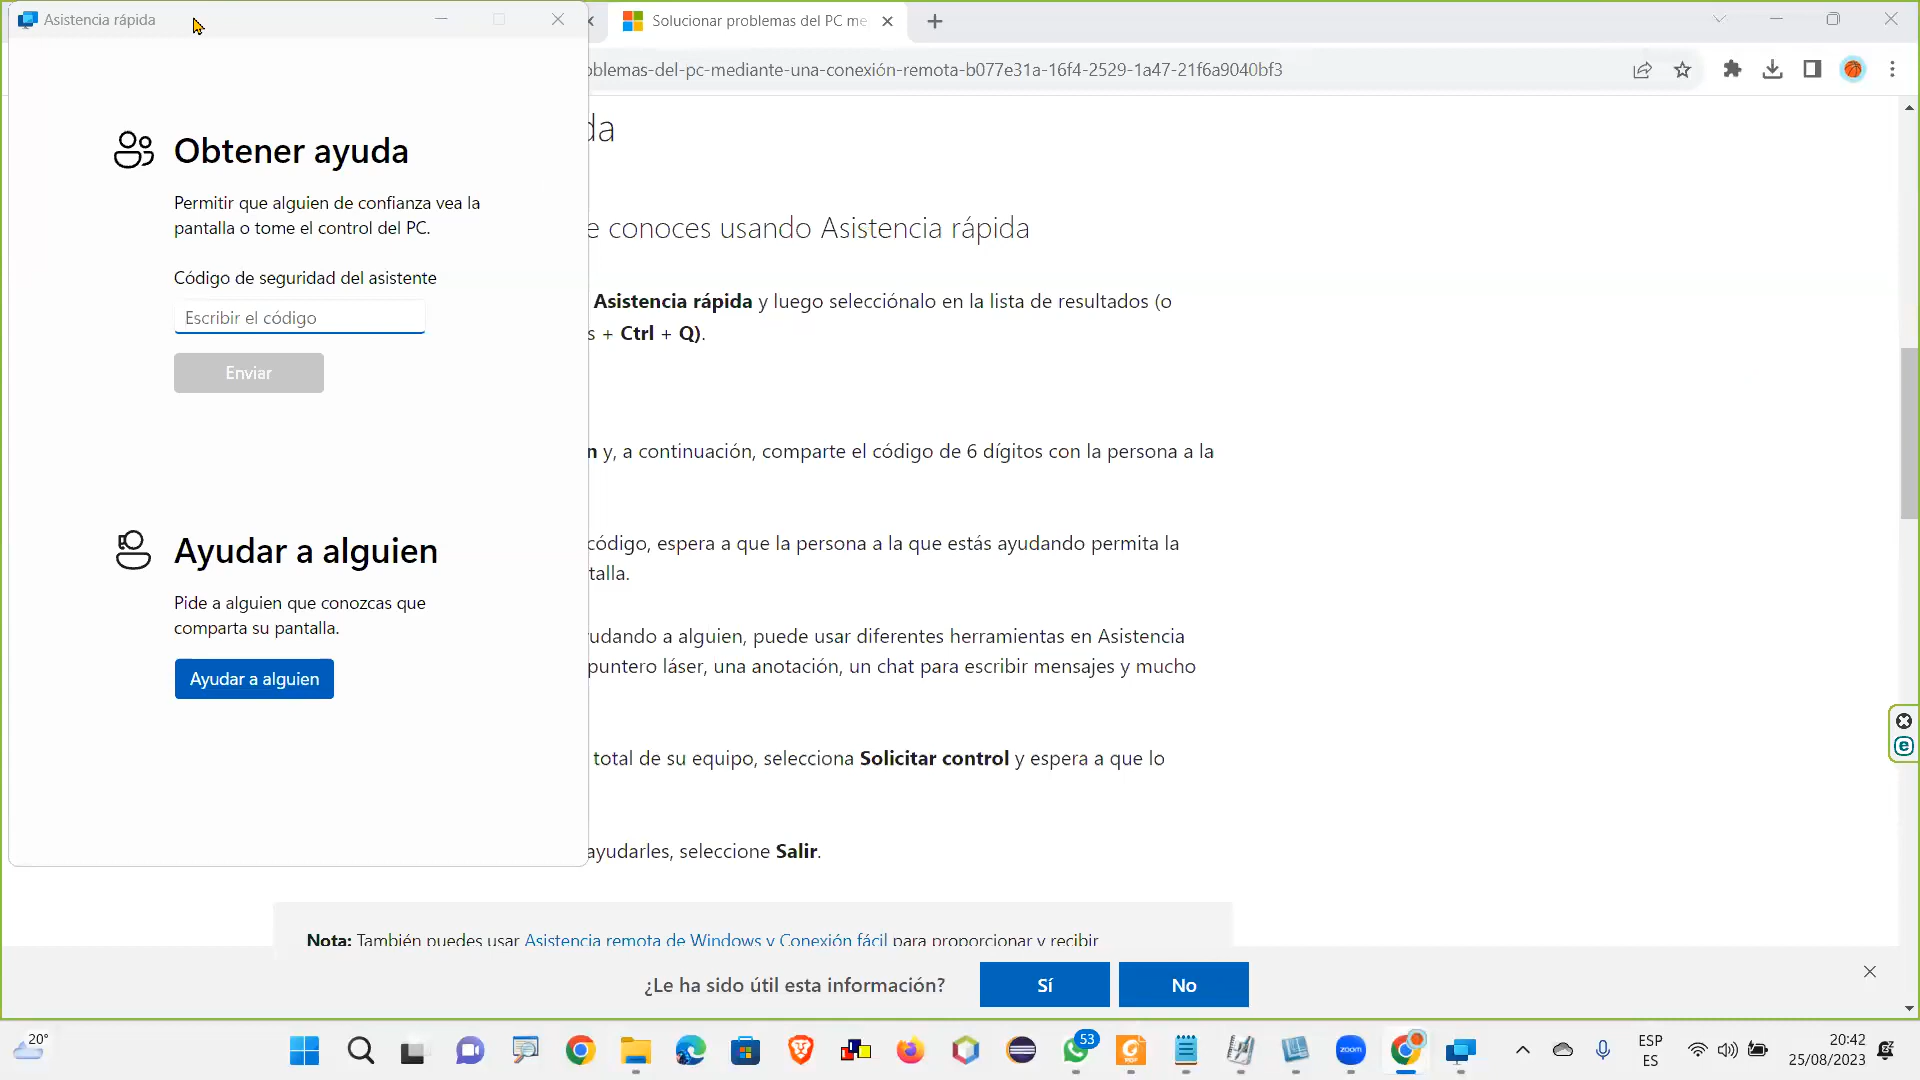 Asistencia rápida
Solucionar problemas del PC me
blemas-del-pc-mediante-una-conexión-remota-b077e31a-16f4-2529-1a47-21f6a9040bf3
Obtener ayuda
Permitir que alguien de confianza vea la
pantalla o tome el control del PC.
Código de seguridad del asistente
Escribir el código
Enviar
Ayudar a alguien
Pide a alguien que conozcas que
comparta su pantalla.
Ayudar a alguien
da
e conoces usando Asistencia rápida
Asistencia rápida y luego selecciónalo en la lista de resultados (o
s + Ctrl + Q).
n y, a continuación, comparte el código de 6 dígitos con la persona a la
código, espera a que la persona a la que estás ayudando permita la
talla.
udando a alguien, puede usar diferentes herramientas en Asistencia
puntero láser, una anotación, un chat para escribir mensajes y mucho
total de su equipo, selecciona Solicitar control y espera a que lo
ayudarles, seleccione Salir.
Nota: También puedes usar Asistencia remota de Windows y Conexión fácil para proporcionar y recibir
¿Le ha sido útil esta información?
Sí
No
20°
53
zoom
ESP
ES
20:42
25/08/2023